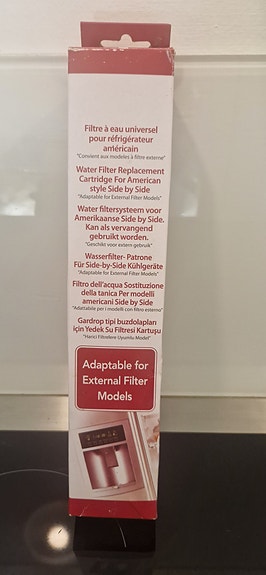 Filtre à eau universel
pour réfrigérateur
américain
"Convient aux modeles à filtre externe"
Water Filter Replacement
Cartridge For American
style Side by Side
"Adaptable for External Filter Models"
Water filtersysteem voor
Amerikaanse Side by Side.
Kan als vervangend
gebruikt worden.
"Geschikt voor extern gebruik"
Wasserfilter- Patrone
Für Side-by-Side Kühlgeräte
"Adaptable for External Filter Models"
Filtro dell'acqua Sostituzione
della tanica Per modelli
americani Side by Side
"Adattabile per i modelli con filtro esterno"
Gardrop tipi buzdolapları
için Yedek Su Filtresi Kartuşu
"Harici Filtrelere Uyumlu Model"
Adaptable for
External Filter
Models